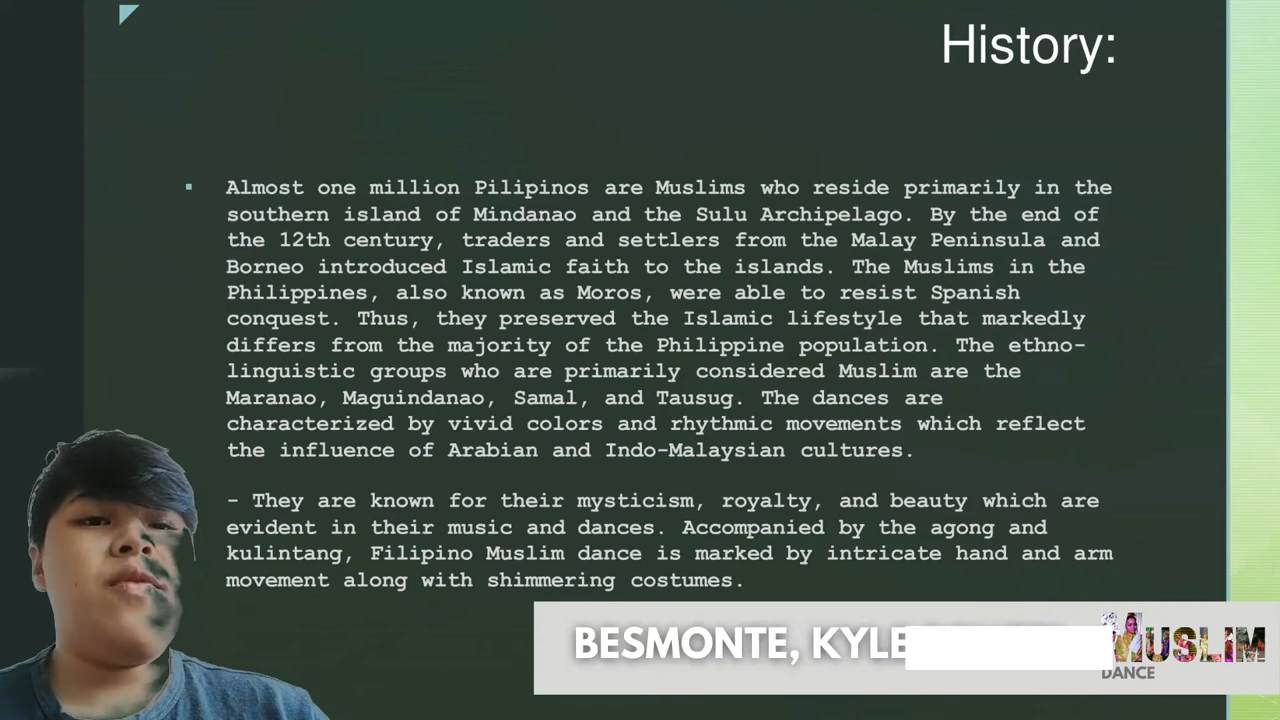 History:
Almost one million Pilipinos are Muslims who reside primarily in the
southern island of Mindanao and the Sulu Archipelago. By the end of
the 12th century, traders and settlers from the Malay Peninsula and
Borneo introduced Islamic faith to the islands. The Muslims in the
Philippines, also known as Moros, were able to resist Spanish
conquest. Thus, they preserved the Islamic lifestyle that markedly
differs from the majority of the Philippine population. The ethno-
linguistic groups who are primarily considered Muslim are the
Maranao, Maguindanao, Samal, and Tausug. The dances are
characterized by vivid colors and rhythmic movements which reflect
the influence of Arabian and Indo-Malaysian cultures.
- They are known for their mysticism, royalty, and beauty which are
evident in their music and dances. Accompanied by the agong and
kulintang, Filipino Muslim dance is marked by intricate hand and arm
movement along with shimmering costumes.
BESMONTE, KYLE
MUSLIM
DANCE